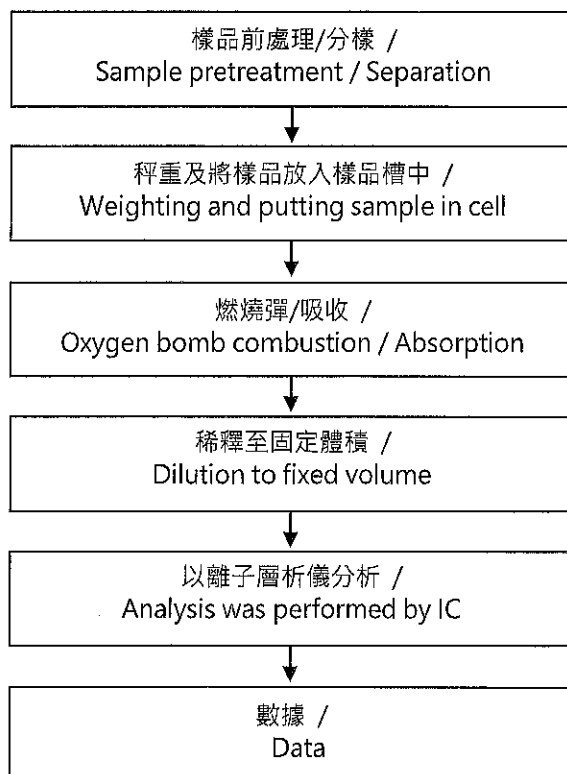 樣品前處理/分樣 /
Sample pretreatment / Separation
秤重及將樣品放入樣品槽中 /
Weighting and putting sample in cell
燃燒彈/吸收 /
Oxygen bomb combustion / Absorption
稀釋至固定體積 /
Dilution to fixed volume
以離子層析儀分析 /
Analysis was performed by IC
數據 /
Data